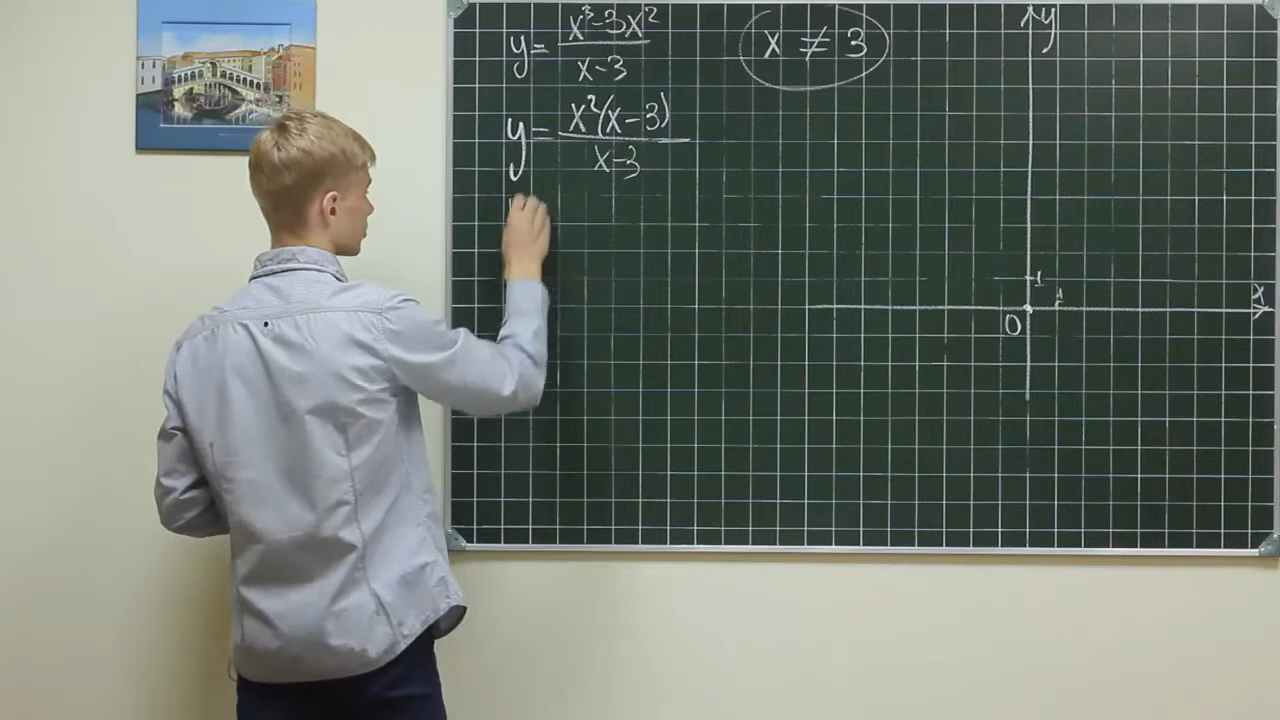 y = (x³-3x²)/(x-3)
x ≠ 3
y = (x²(x-3))/(x-3)
y
1
1
x
0